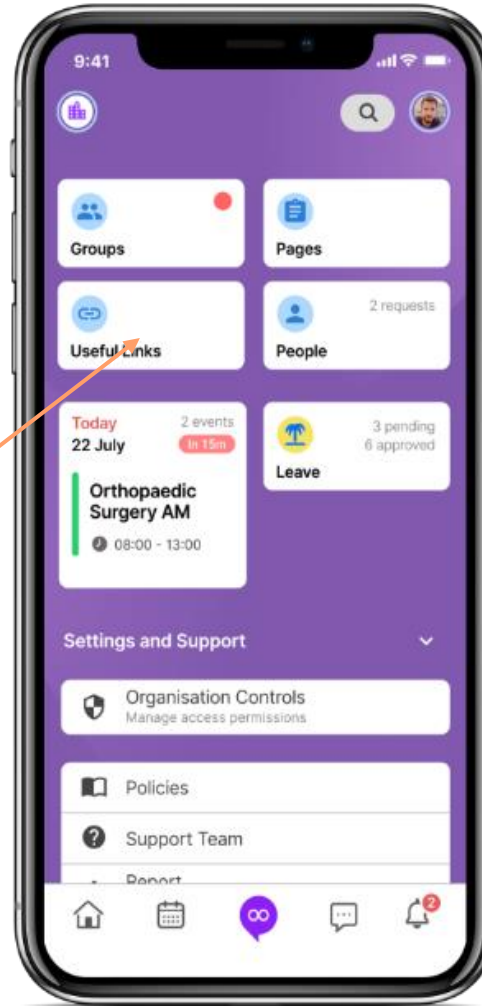 9:41
Groups
Pages
2 requests
Useful Links
People
Today
2 events
22 July
In 15m
Orthopaedic
Surgery AM
08:00 - 13:00
3 pending
6 approved
Leave
Settings and Support
Organisation Controls
Manage access permissions
Policies
Support Team
Report
2